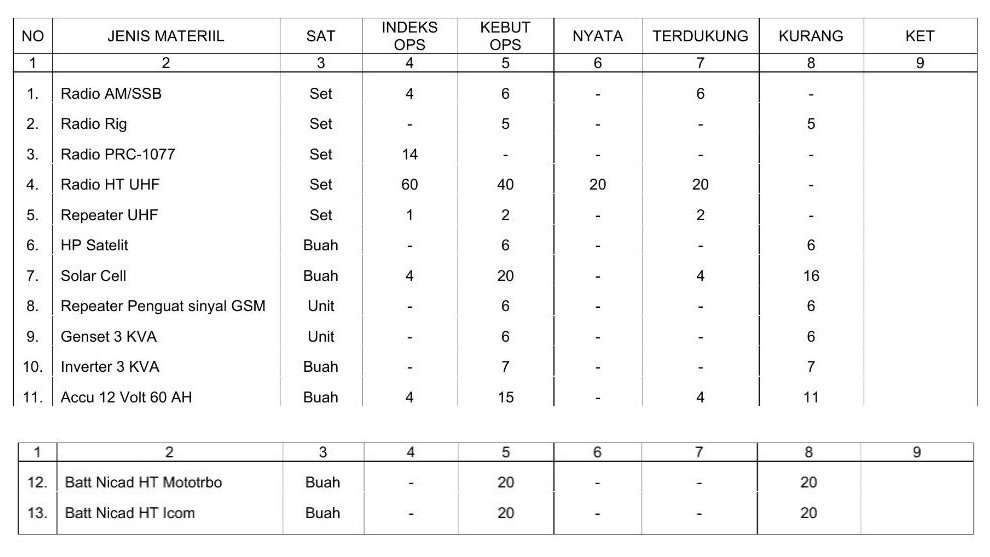 NO JENIS MATERIIL SAT INDEKS OPS KEBUT OPS NYATA TERDUKUNG KURANG KET
1 2 3 4 5 6 7 8 9
1. Radio AM/SSB Set 4 6 - 6 -
2. Radio Rig Set - 5 - - 5
3. Radio PRC-1077 Set 14 - - - -
4. Radio HT UHF Set 60 40 20 20 -
5. Repeater UHF Set 1 2 - 2 -
6. HP Satelit Buah - 6 - - 6
7. Solar Cell Buah 4 20 - 4 16
8. Repeater Penguat sinyal GSM Unit - 6 - - 6
9. Genset 3 KVA Unit - 6 - - 6
10. Inverter 3 KVA Buah - 7 - - 7
11. Accu 12 Volt 60 AH Buah 4 15 - 4 11
1 2 3 4 5 6 7 8 9
12. Batt Nicad HT Mototrbo Buah - 20 - - 20
13. Batt Nicad HT Icom Buah - 20 - - 20